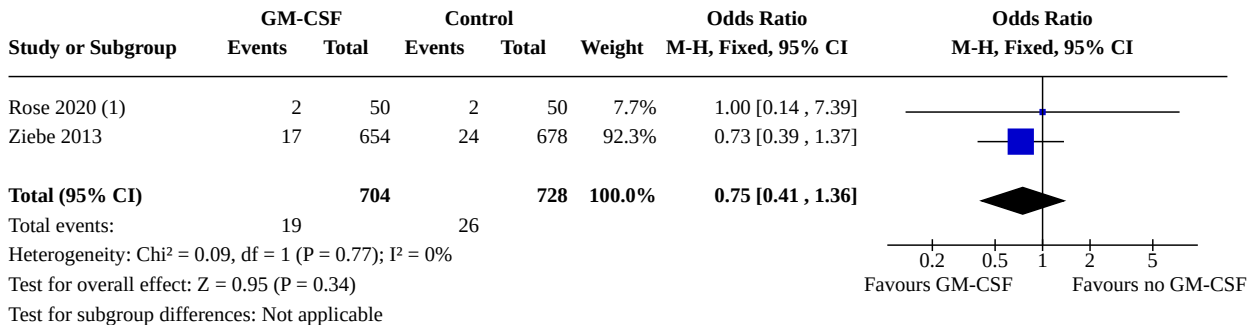 GM-CSF Control Odds Ratio Odds Ratio
Study or Subgroup Events Total Events Total Weight M-H, Fixed, 95% CI M-H, Fixed, 95% CI
Rose 2020 (1) 2 50 2 50 7.7% 1.00 [0.14 , 7.39]
Ziebe 2013 17 654 24 678 92.3% 0.73 [0.39 , 1.37]
Total (95% CI) 704 728 100.0% 0.75 [0.41 , 1.36]
Total events: 19 26
Heterogeneity: Chi² = 0.09, df = 1 (P = 0.77); I² = 0%
0.2 0.5 1 2 5
Test for overall effect: Z = 0.95 (P = 0.34)
Favours GM-CSF Favours no GM-CSF
Test for subgroup differences: Not applicable